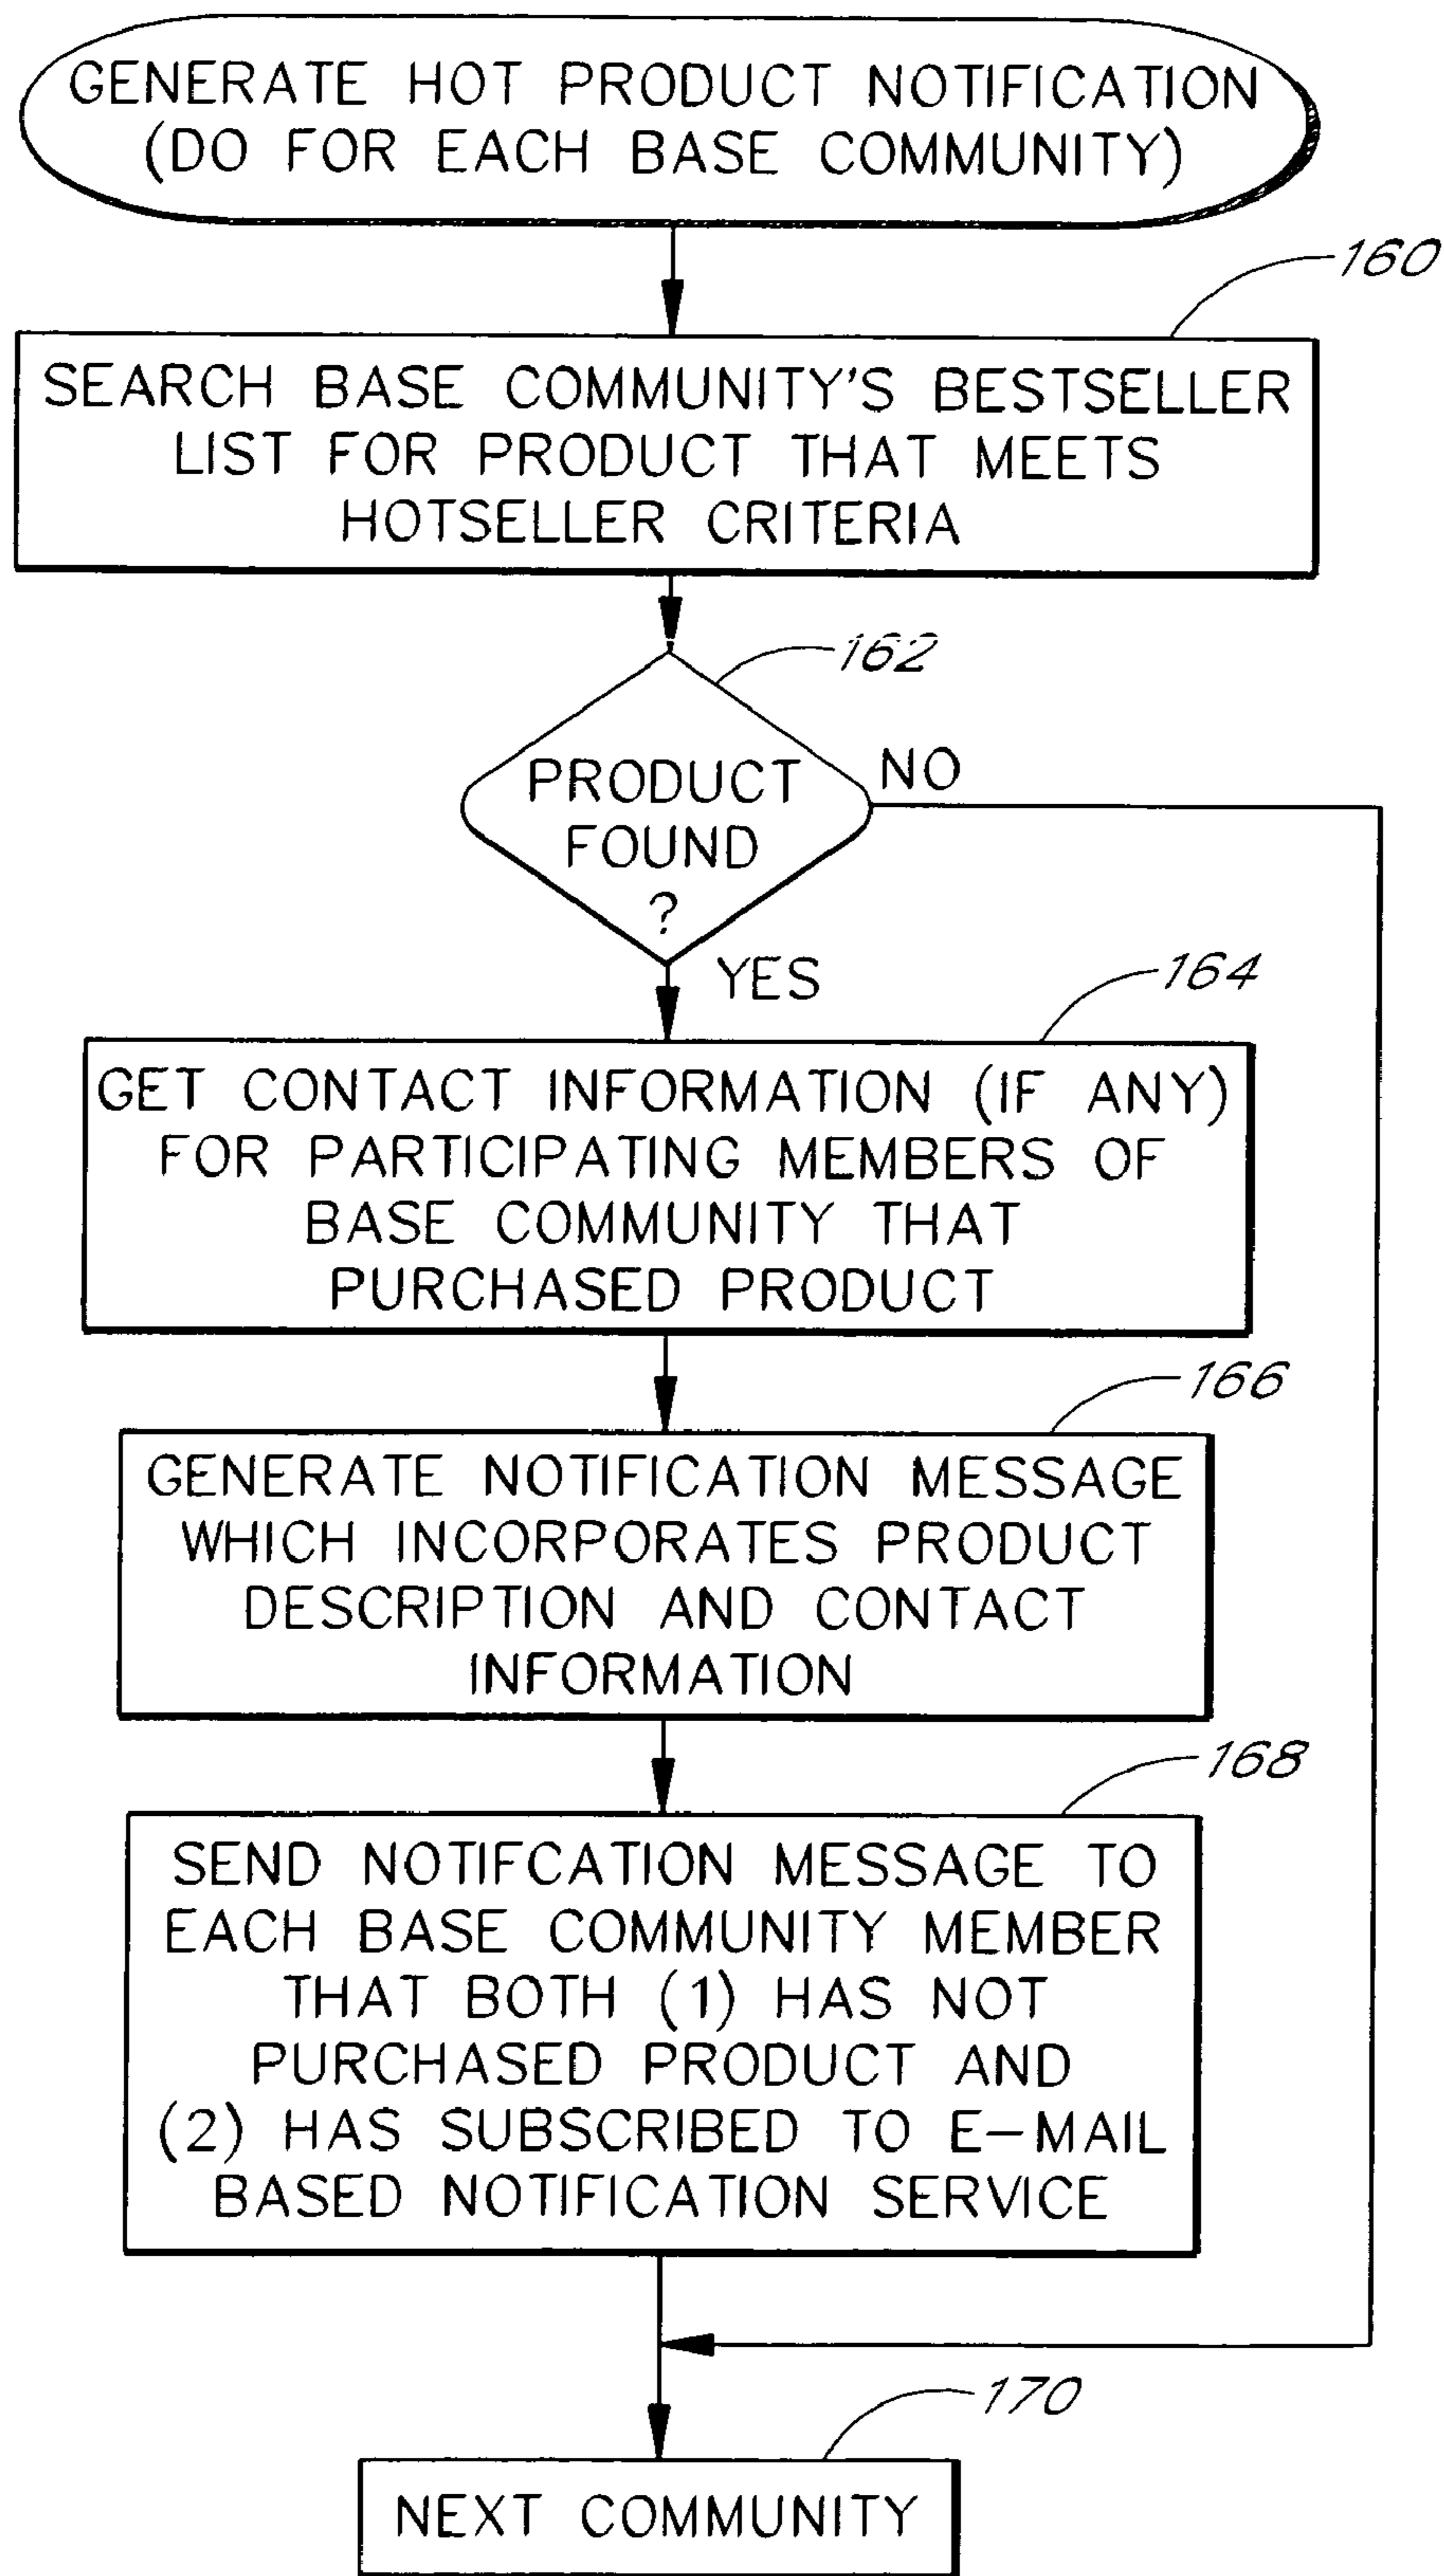 GENERATE HOT PRODUCT NOTIFICATION
(DO FOR EACH BASE COMMUNITY)
160
SEARCH BASE COMMUNITY'S BESTSELLER
LIST FOR PRODUCT THAT MEETS
HOTSELLER CRITERIA
162
PRODUCT
FOUND
?
NO
YES
164
GET CONTACT INFORMATION (IF ANY)
FOR PARTICIPATING MEMBERS OF
BASE COMMUNITY THAT
PURCHASED PRODUCT
166
GENERATE NOTIFICATION MESSAGE
WHICH INCORPORATES PRODUCT
DESCRIPTION AND CONTACT
INFORMATION
168
SEND NOTIFCATION MESSAGE TO
EACH BASE COMMUNITY MEMBER
THAT BOTH (1) HAS NOT
PURCHASED PRODUCT AND
(2) HAS SUBSCRIBED TO E-MAIL
BASED NOTIFICATION SERVICE
170
NEXT COMMUNITY